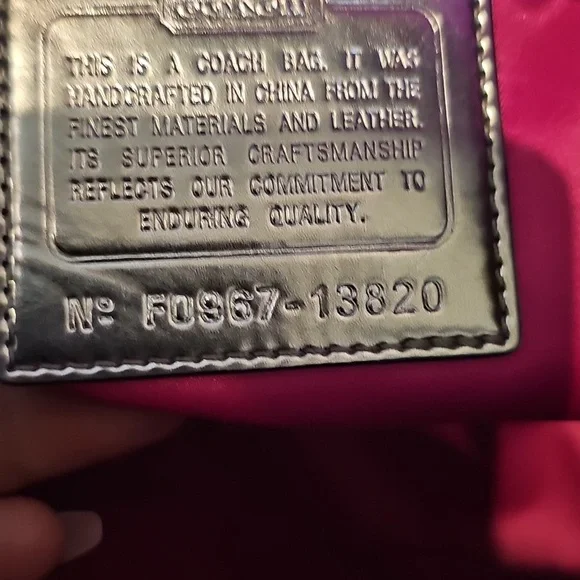 COACH
THIS IS A COACH BAG. IT WAS
HANDCRAFTED IN CHINA FROM THE
FINEST MATERIALS AND LEATHER.
ITS SUPERIOR CRAFTSMANSHIP
REFLECTS OUR COMMITMENT TO
ENDURING QUALITY.
Nº F0967-13820